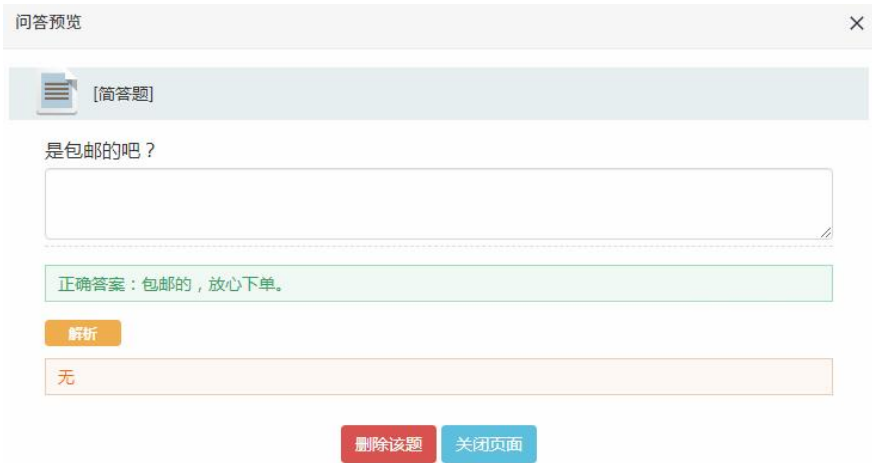 问答预览
[简答题]
是包邮的吧？
正确答案：包邮的，放心下单。
解析
无
删除该题 关闭页面